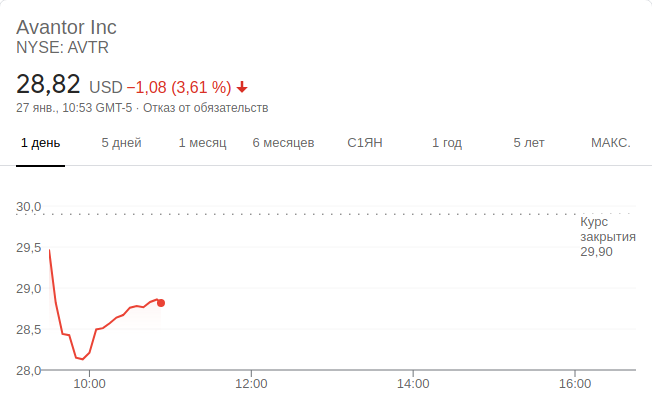 Avantor Inc
NYSE: AVTR
28,82 USD −1,08 (3,61 %)
27 янв., 10:53 GMT-5 · Отказ от обязательств
1 день 5 дней 1 месяц 6 месяцев С1ЯН 1 год 5 лет МАКС.
30,0
Курс
закрытия
29,90
29,5
29,0
28,5
28,0
10:00 12:00 14:00 16:00